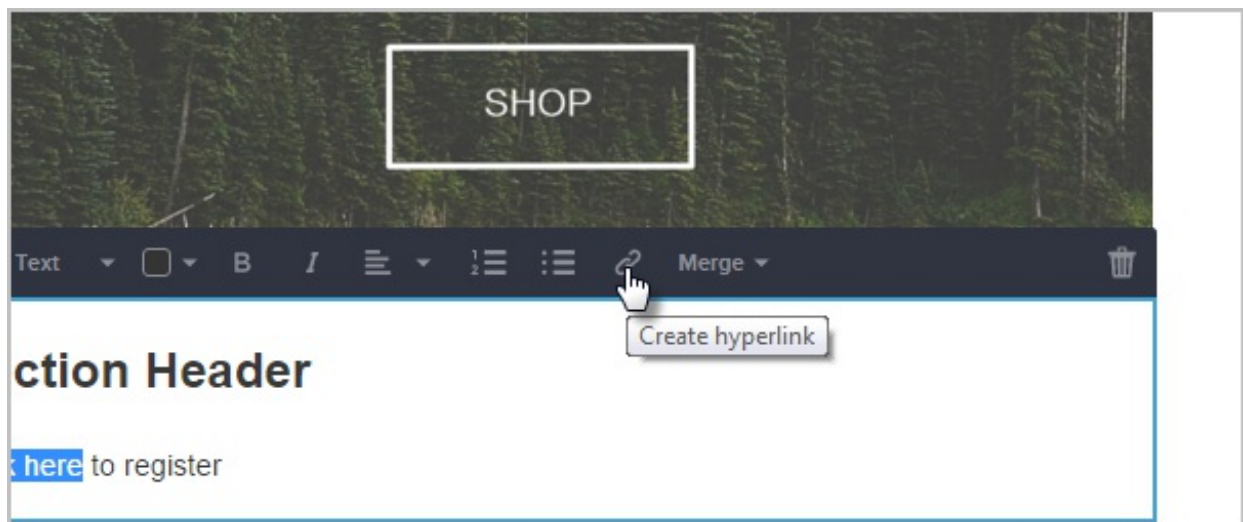 SHOP
Text B I Merge
Create hyperlink
ction Header
k here to register